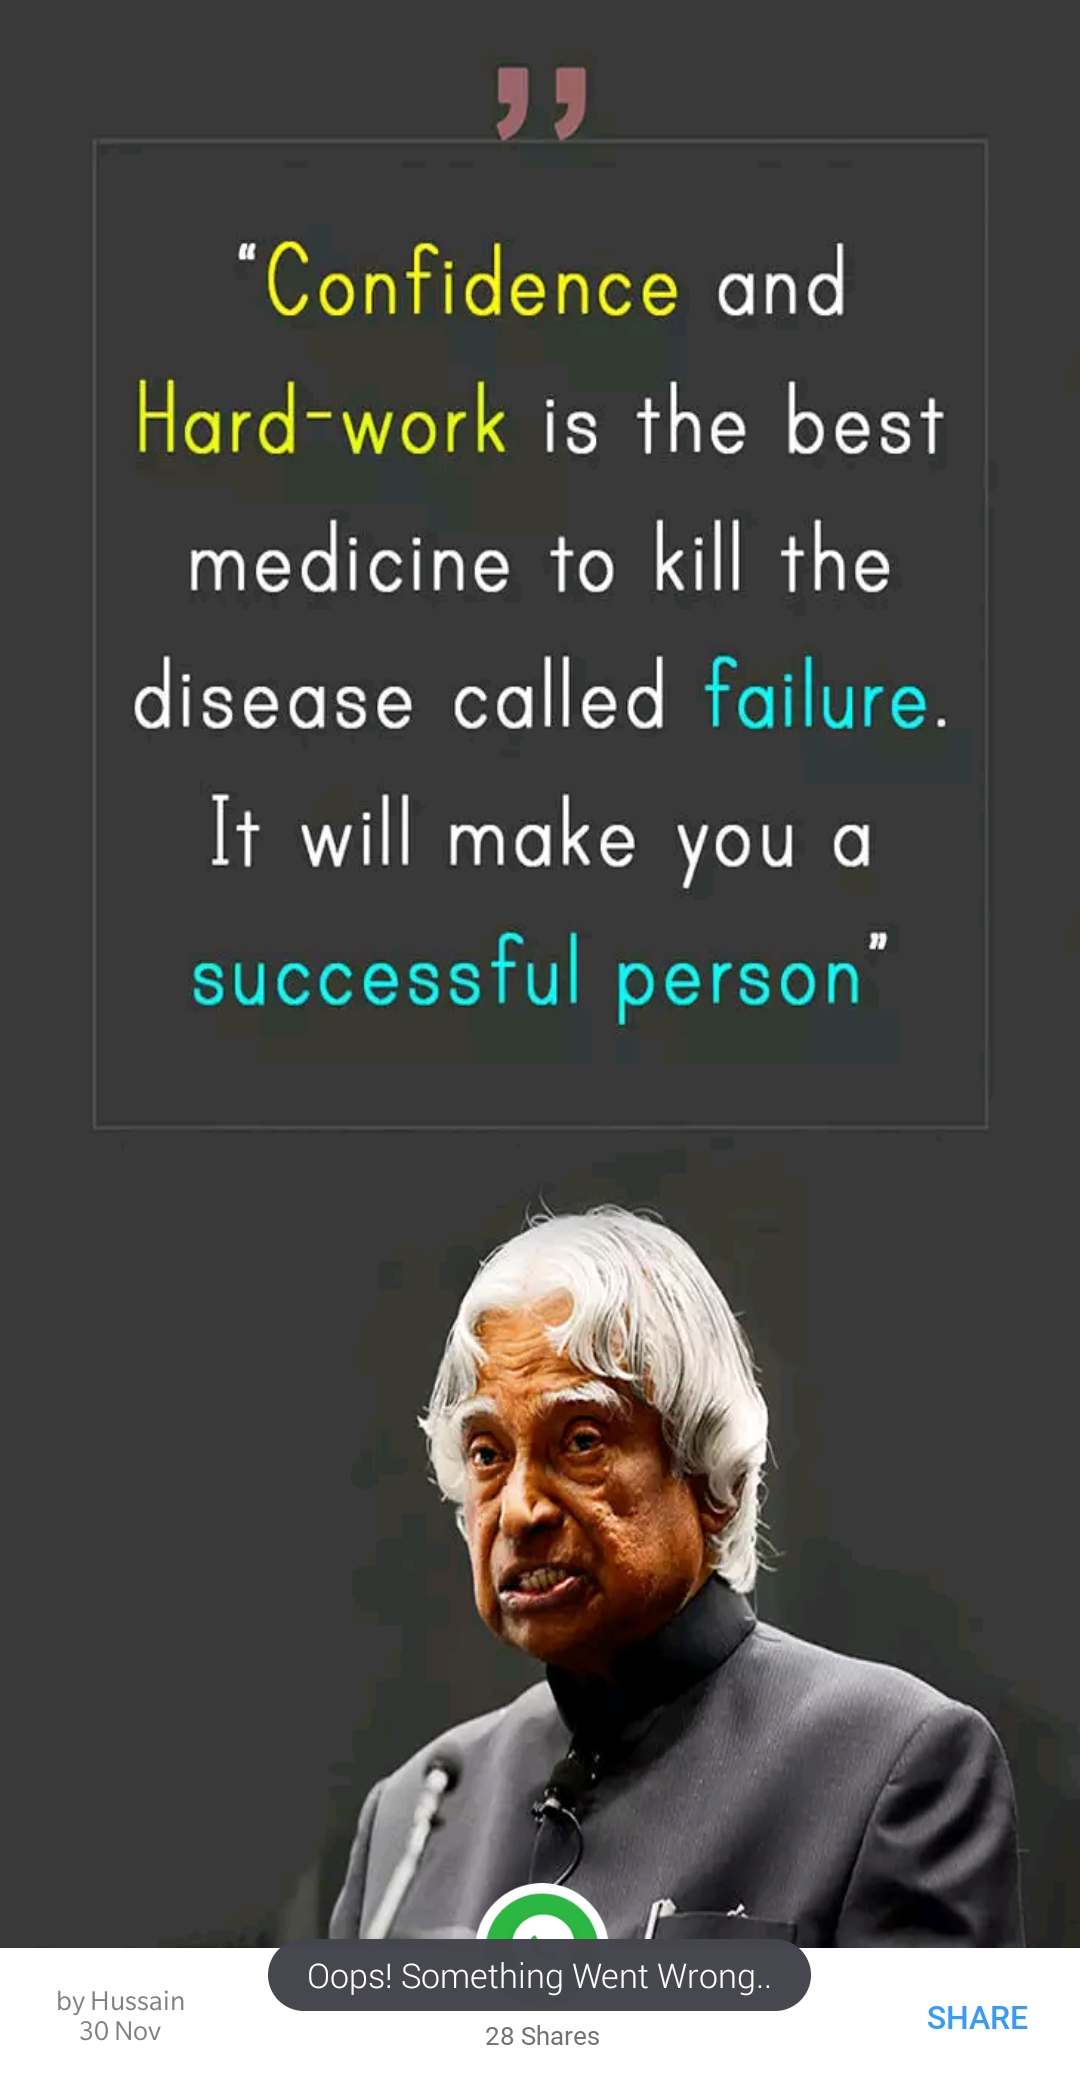 ”
“Confidence and
Hard-work is the best
medicine to kill the
disease called failure.
It will make you a
successful person”
Oops! Something Went Wrong..
by Hussain
30 Nov
28 Shares
SHARE